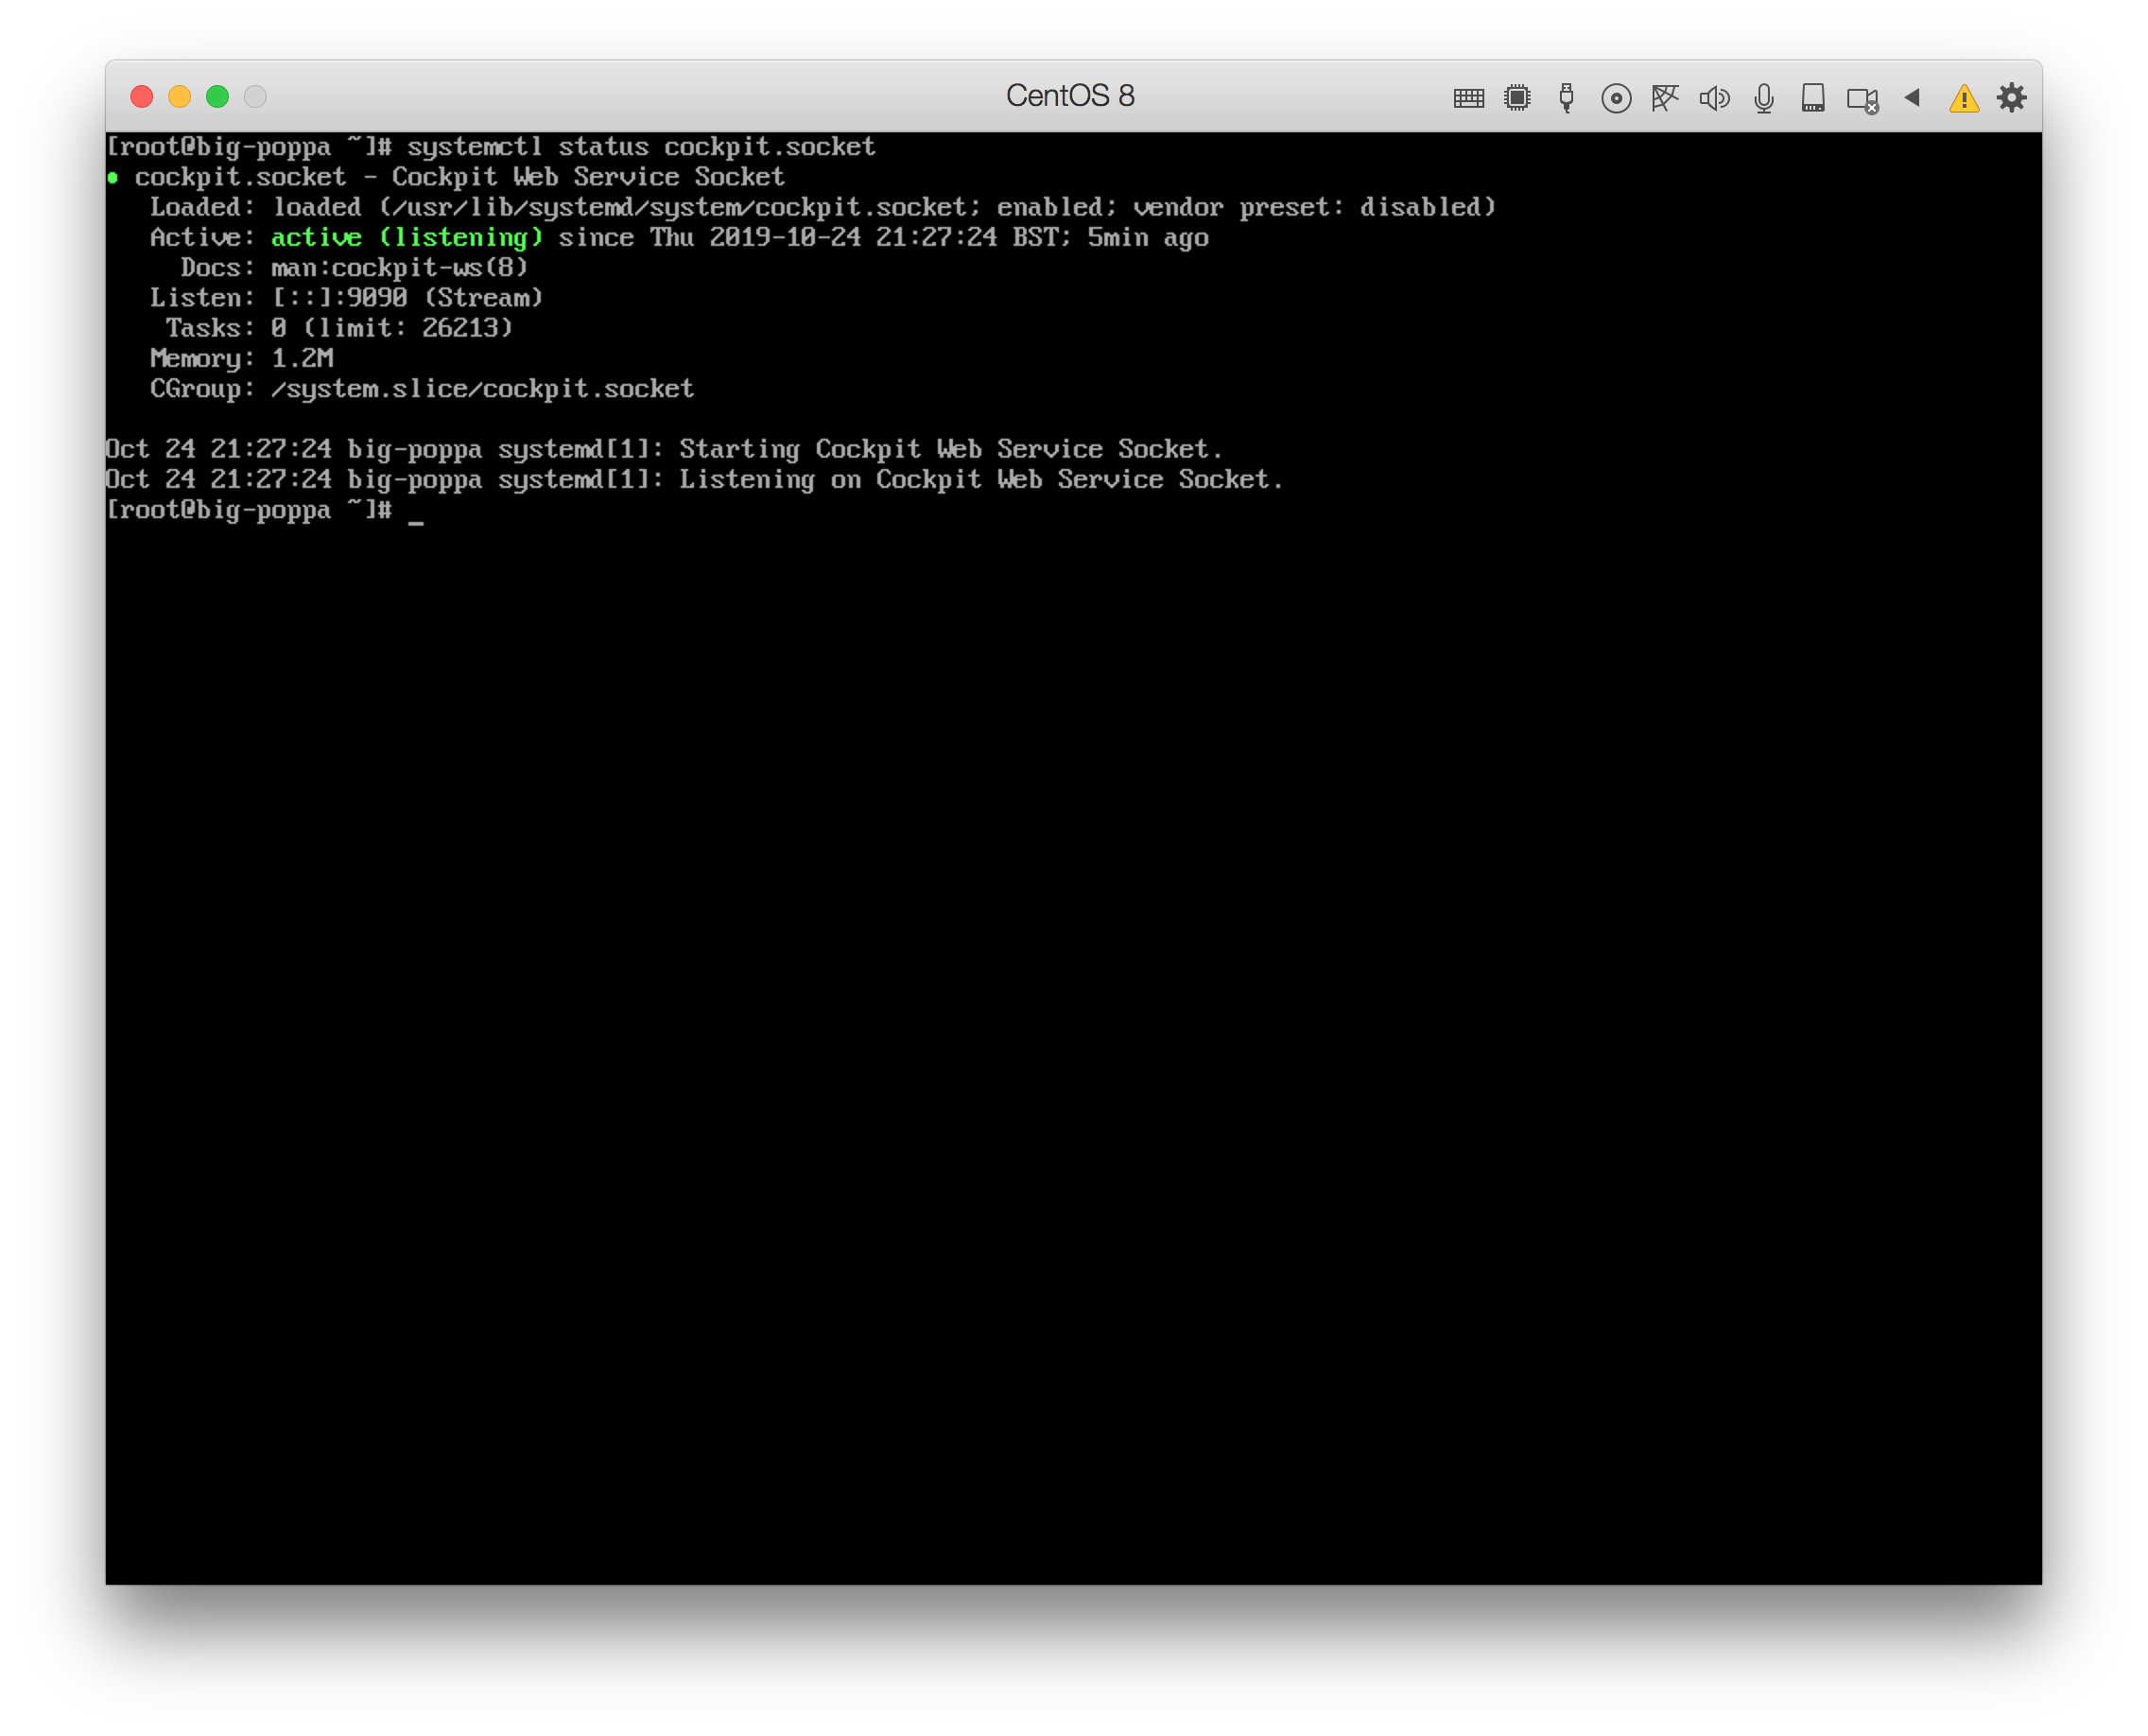 CentOS 8
[root@big-poppa ~]# systemctl status cockpit.socket
● cockpit.socket - Cockpit Web Service Socket
   Loaded: loaded (/usr/lib/systemd/system/cockpit.socket; enabled; vendor preset: disabled)
   Active: active (listening) since Thu 2019-10-24 21:27:24 BST; 5min ago
     Docs: man:cockpit-ws(8)
   Listen: [::]:9090 (Stream)
    Tasks: 0 (limit: 26213)
   Memory: 1.2M
   CGroup: /system.slice/cockpit.socket

Oct 24 21:27:24 big-poppa systemd[1]: Starting Cockpit Web Service Socket.
Oct 24 21:27:24 big-poppa systemd[1]: Listening on Cockpit Web Service Socket.
[root@big-poppa ~]# _